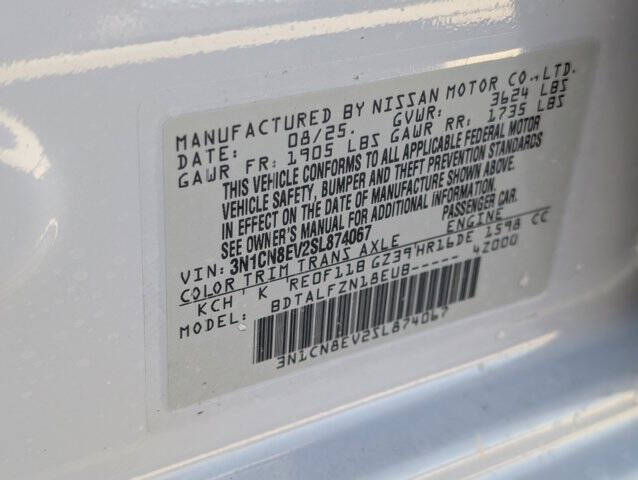 MANUFACTURED BY NISSAN MOTOR CO.,LTD.
DATE: 08/25. GVWR: 3624 LBS
GAWR FR: 1905 LBS GAWR RR: 1735 LBS
THIS VEHICLE CONFORMS TO ALL APPLICABLE FEDERAL MOTOR
VEHICLE SAFETY, BUMPER AND THEFT PREVENTION STANDARDS
IN EFFECT ON THE DATE OF MANUFACTURE SHOWN ABOVE.
SEE OWNER'S MANUAL FOR ADDITIONAL INFORMATION.
VIN: 3N1CN8EV2SL874067 PASSENGER CAR.
COLOR TRIM TRANS AXLE ENGINE
KCH K RE0F11B GZ39 HR16DE 1598 CC
MODEL: BDTALFZN18EUB----- 4Z000
3N1CN8EV2SL874067